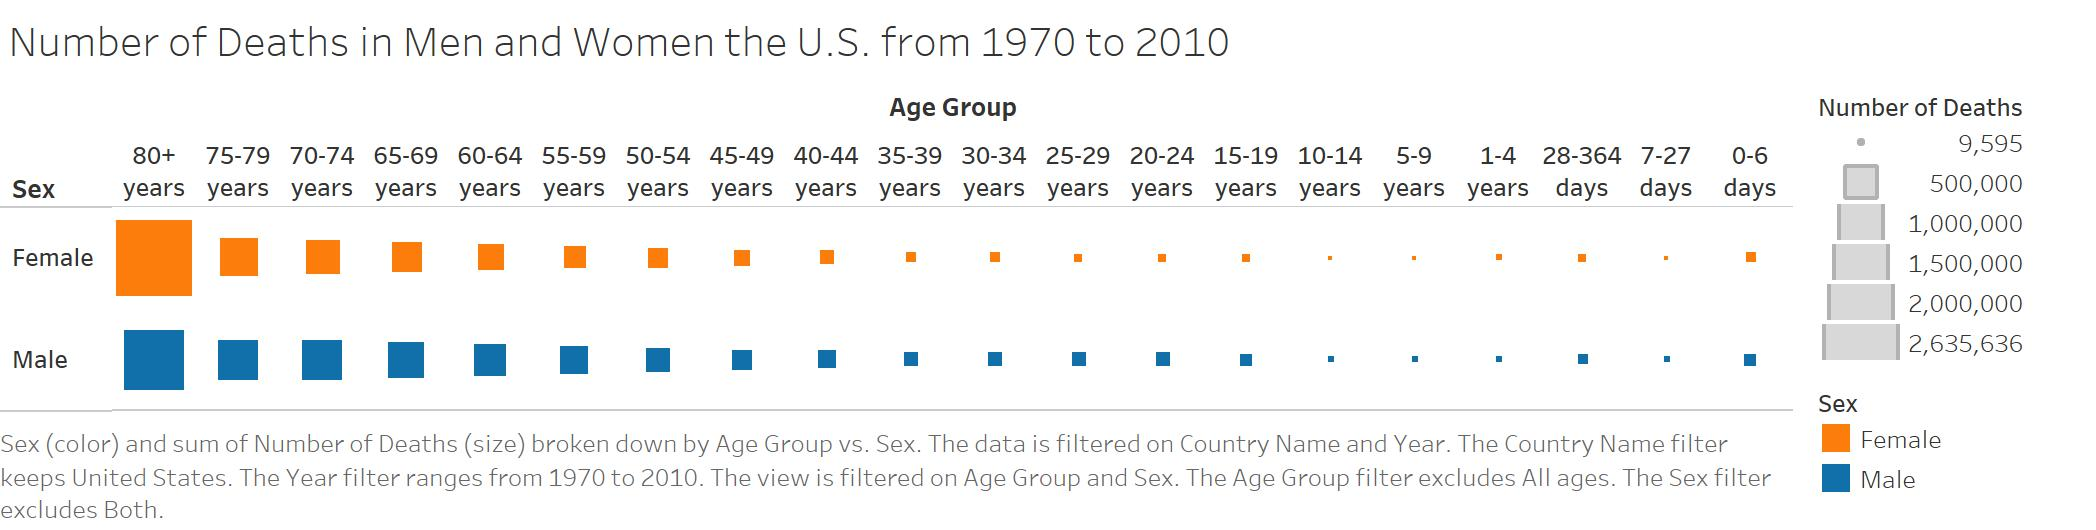 Number of Deaths in Men and Women the U.S. from 1970 to 2010
Age Group
Sex
80+ years
75-79 years
70-74 years
65-69 years
60-64 years
55-59 years
50-54 years
45-49 years
40-44 years
35-39 years
30-34 years
25-29 years
20-24 years
15-19 years
10-14 years
5-9 years
1-4 years
28-364 days
7-27 days
0-6 days
Female
Male
Sex (color) and sum of Number of Deaths (size) broken down by Age Group vs. Sex. The data is filtered on Country Name and Year. The Country Name filter
keeps United States. The Year filter ranges from 1970 to 2010. The view is filtered on Age Group and Sex. The Age Group filter excludes All ages. The Sex filter
excludes Both.
Number of Deaths
9,595
500,000
1,000,000
1,500,000
2,000,000
2,635,636
Sex
Female
Male